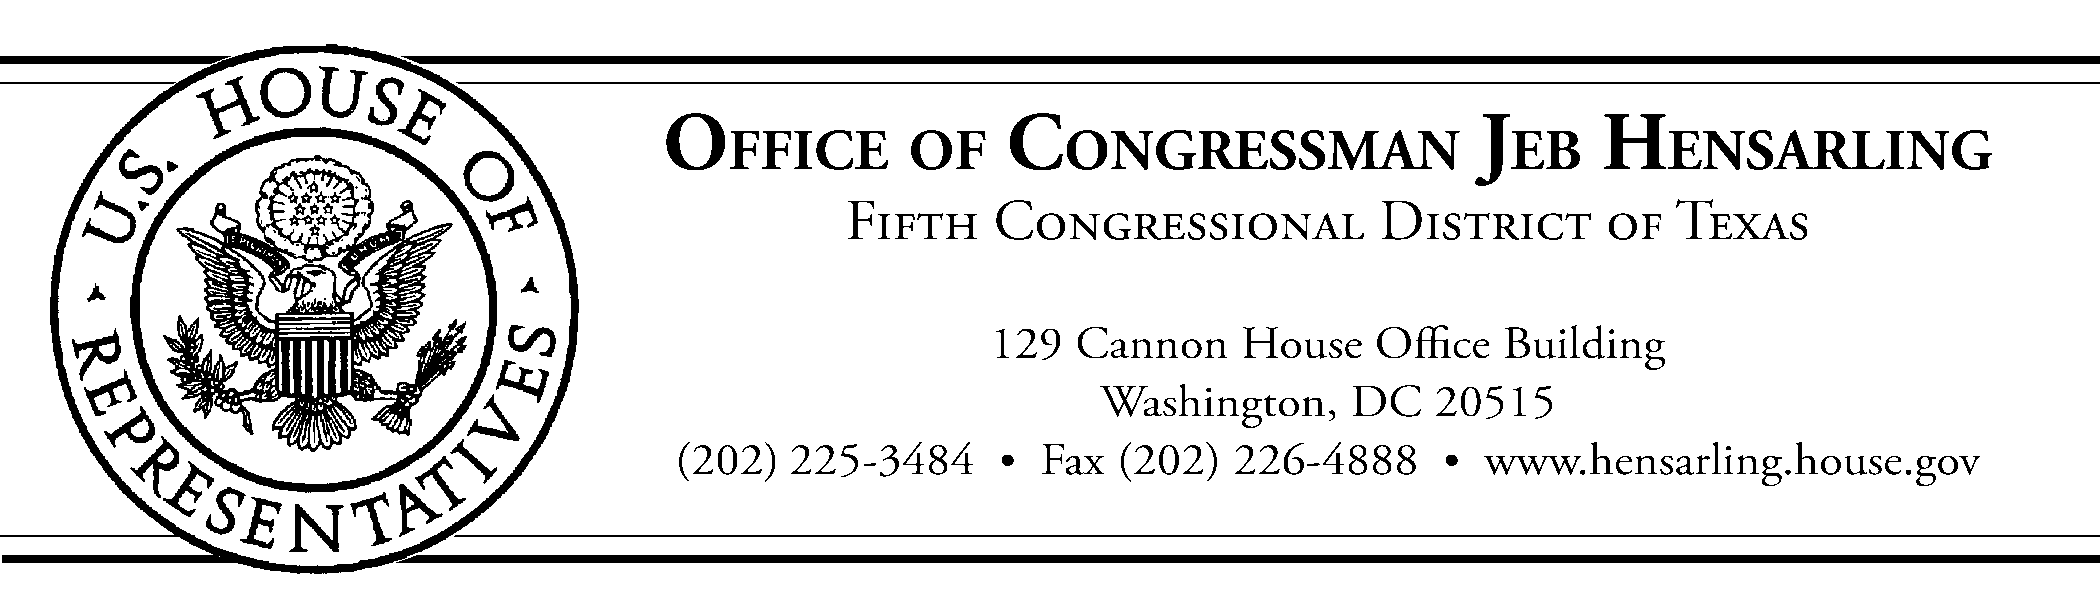 U.S. HOUSE OF REPRESENTATIVES
OFFICE OF CONGRESSMAN JEB HENSARLING
FIFTH CONGRESSIONAL DISTRICT OF TEXAS
129 Cannon House Office Building
Washington, DC 20515
(202) 225-3484 • Fax (202) 226-4888 • www.hensarling.house.gov